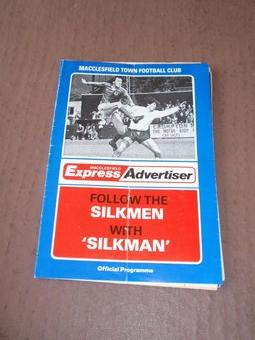 MACCLESFIELD TOWN FOOTBALL CLUB
MACCLESFIELD
Express Advertiser
FOLLOW THE
SILKMEN
WITH
'SILKMAN'
Official Programme